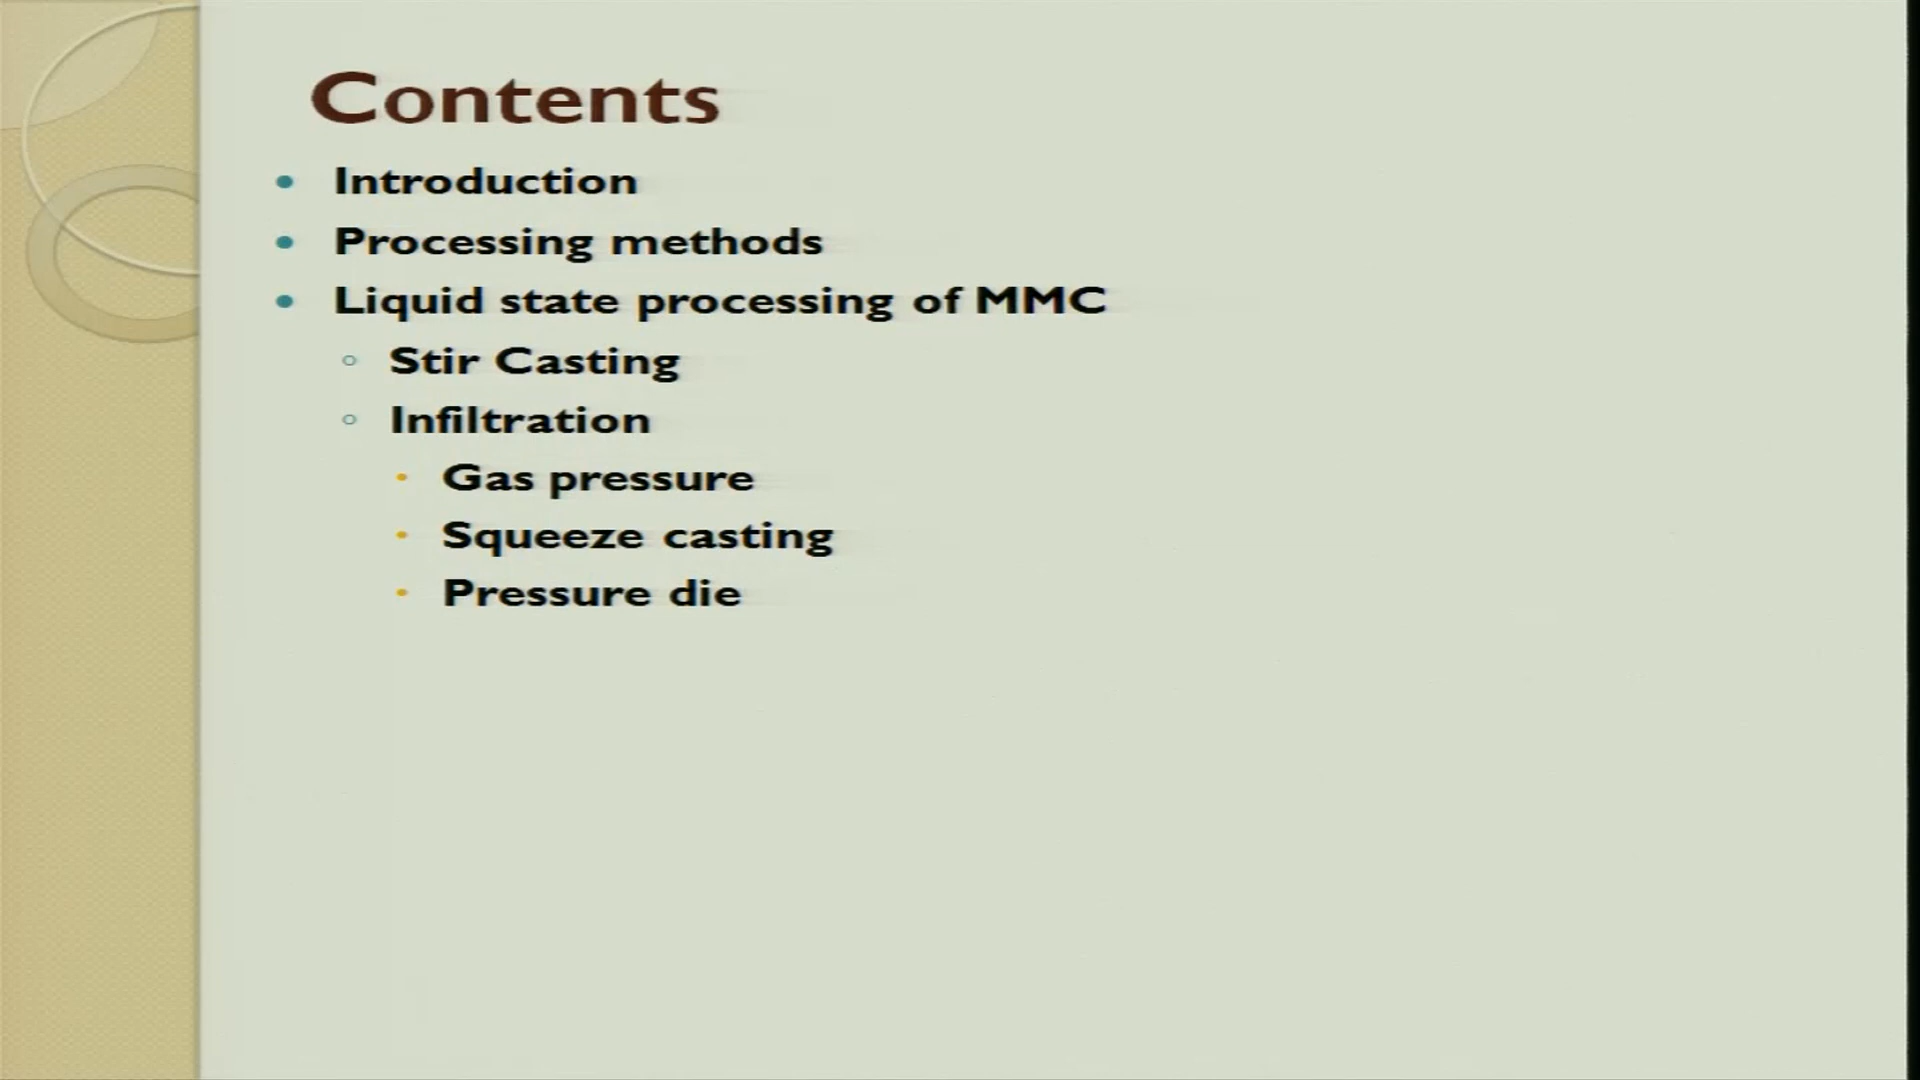 Contents
Introduction
Processing methods
Liquid state processing of MMC
Stir Casting
Infiltration
Gas pressure
Squeeze casting
Pressure die